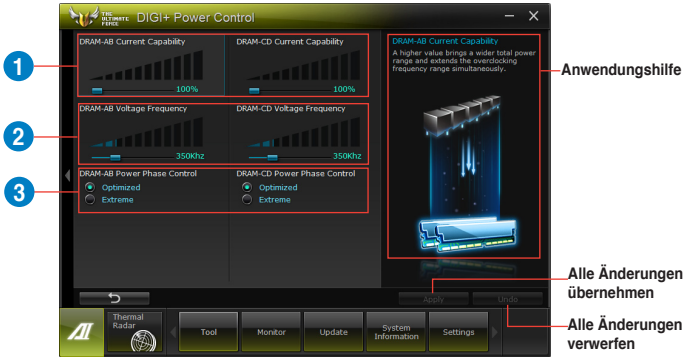 THE ULTIMATE FORCE
DIGI+ Power Control
1
DRAM-AB Current Capability
100%
DRAM-CD Current Capability
100%
2
DRAM-AB Voltage Frequency
350Khz
DRAM-CD Voltage Frequency
350Khz
3
DRAM-AB Power Phase Control
Optimized
Extreme
DRAM-CD Power Phase Control
Optimized
Extreme
DRAM-AB Current Capability
A higher value brings a wider total power
range and extends the overclocking
frequency range simultaneously.
Anwendungshilfe
Apply
Undo
Alle Änderungen
übernehmen
Alle Änderungen
verwerfen
AI
Thermal
Radar
Tool
Monitor
Update
System
Information
Settings